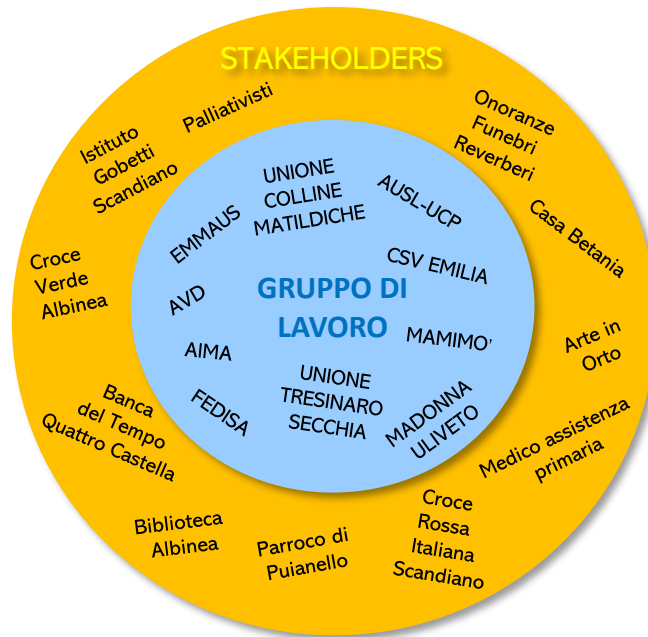 STAKEHOLDERS
Palliativisti
Istituto
Gobetti
Scandiano
Onoranze
Funebri
Reverberi
Casa Betania
Croce
Verde
Albinea
Arte in
Orto
Banca
del Tempo
Quattro Castella
Medico assistenza
primaria
Biblioteca
Albinea
Parroco di
Puianello
Croce
Rossa
Italiana
Scandiano
UNIONE
COLLINE
MATILDICHE
AUSL-UCP
EMMAUS
CSV EMILIA
AVD
GRUPPO DI
LAVORO
MAMIMO'
AIMA
UNIONE
TRESINARO
SECCHIA
FEDISA
MADONNA
ULIVETO